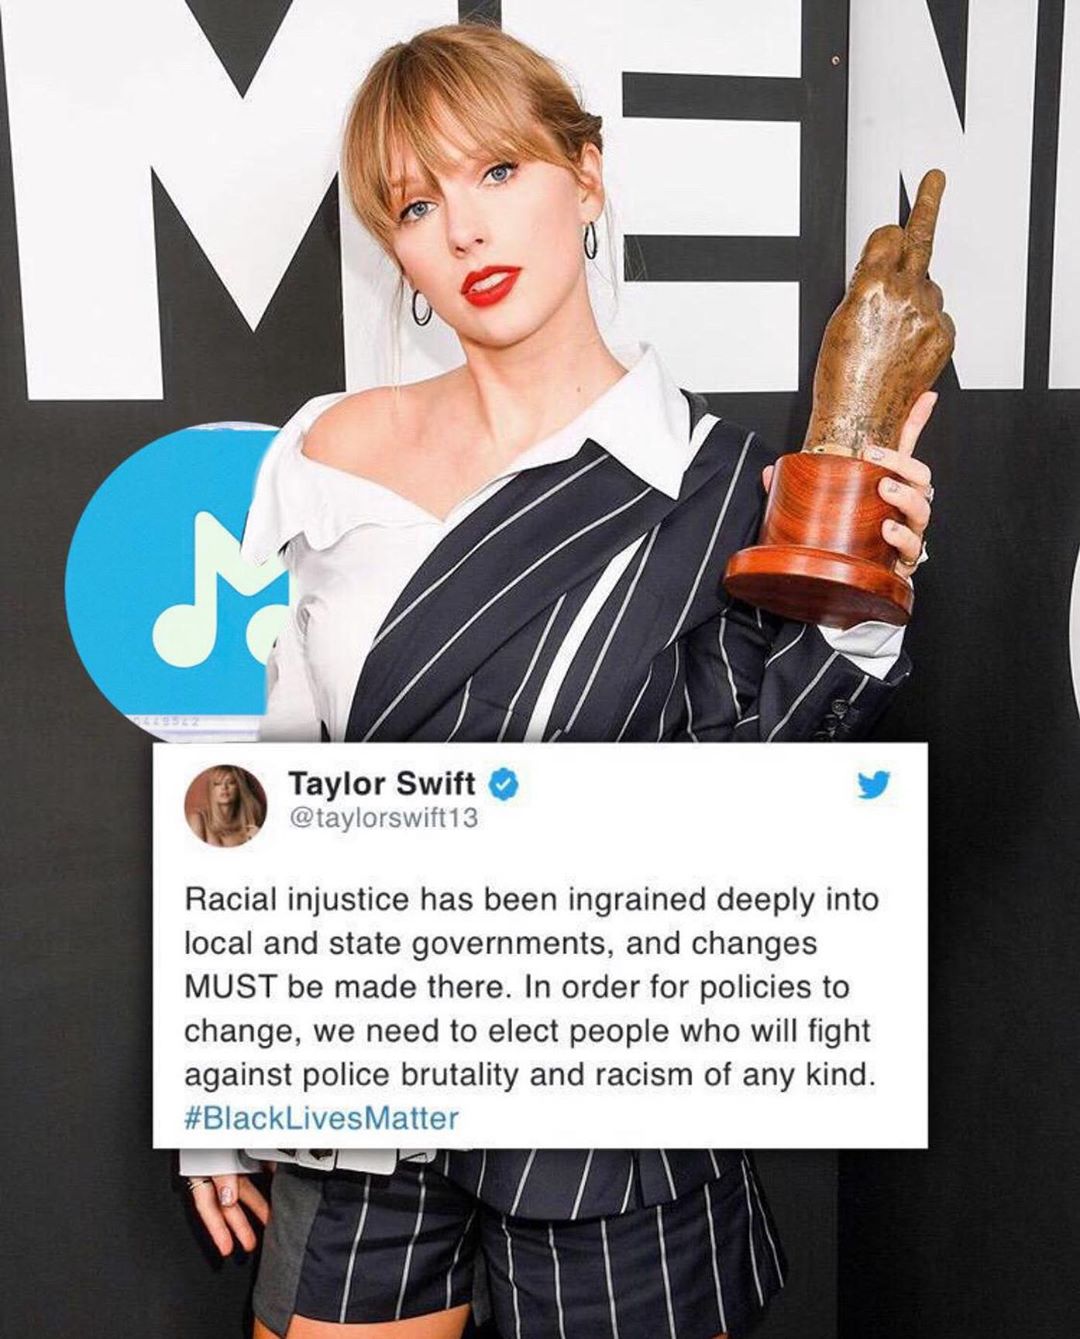 MEN
0449542
Taylor Swift
@taylorswift13
Racial injustice has been ingrained deeply into
local and state governments, and changes
MUST be made there. In order for policies to
change, we need to elect people who will fight
against police brutality and racism of any kind.
#BlackLivesMatter